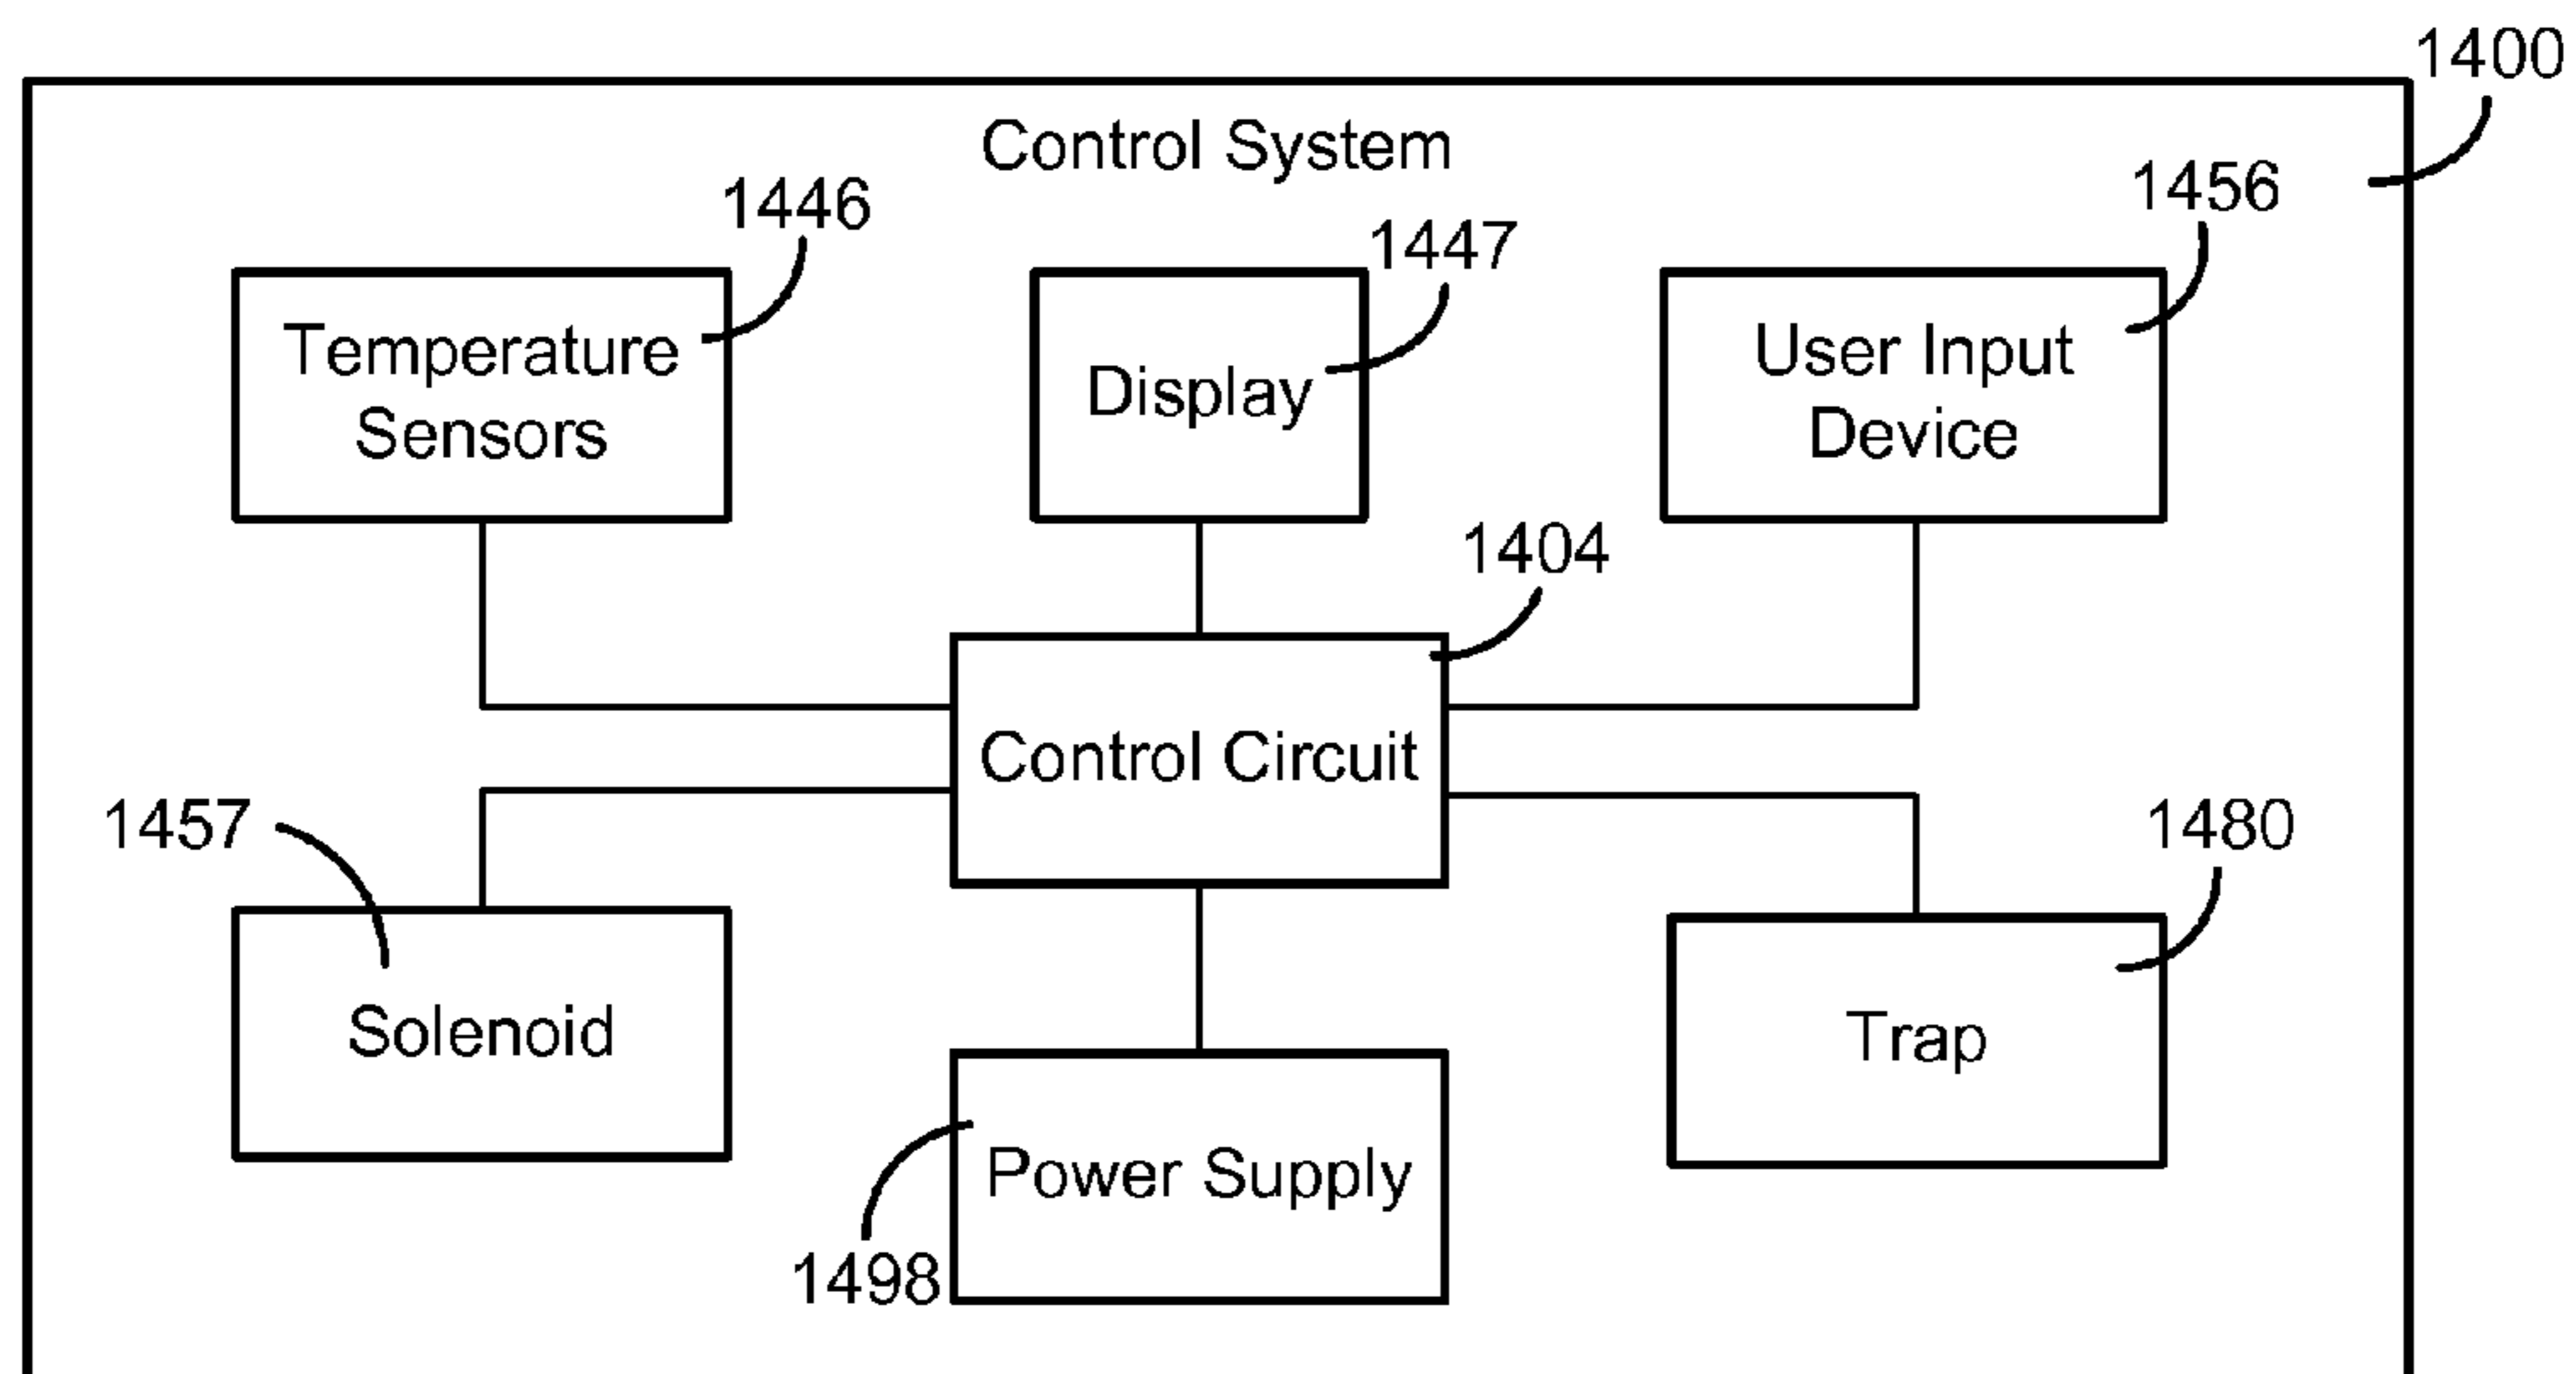 1400
Control System
1446
1447
1456
Temperature
Sensors
Display
User Input
Device
1404
Control Circuit
1457
1480
Solenoid
Trap
Power Supply
1498